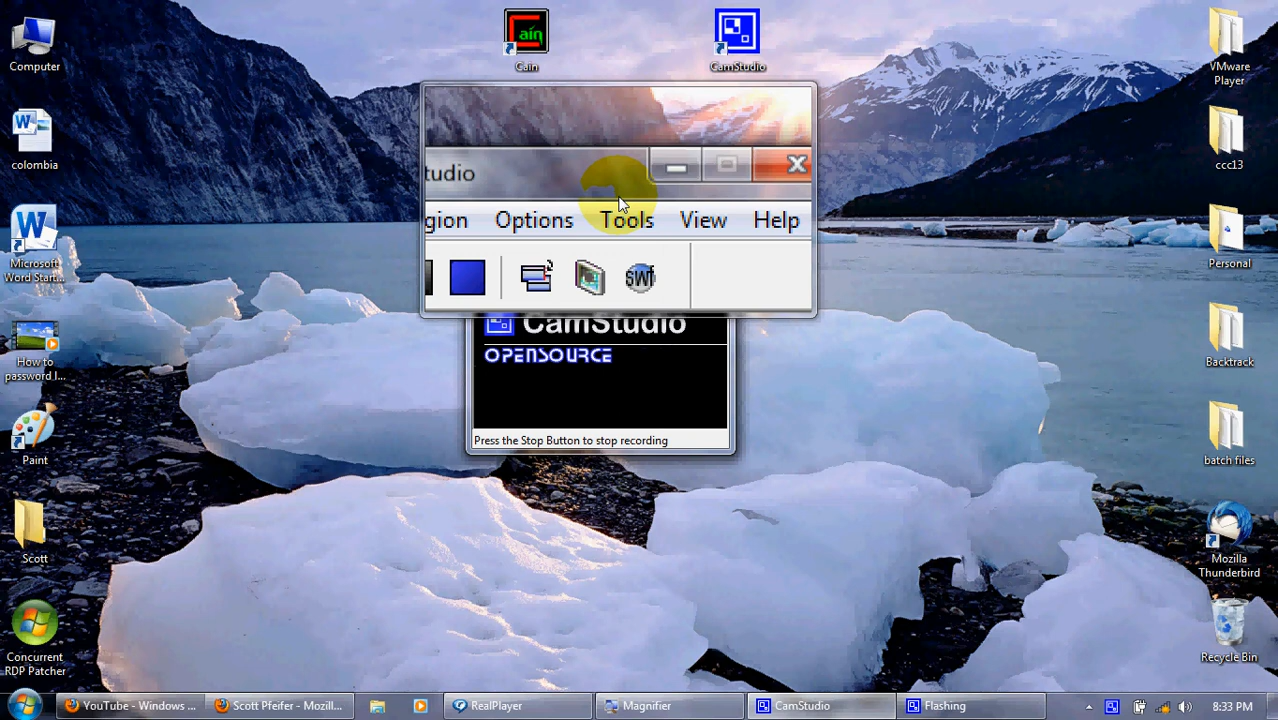 Computer
Cain
CamStudio
VMware
Player
colombia
ccc13
tudio
gion Options Tools View Help
swf
Microsoft
Word Start...
Personal
CamStudio
OPENSOURCE
How to
password l...
Backtrack
Press the Stop Button to stop recording
Paint
batch files
Scott
Mozilla
Thunderbird
Concurrent
RDP Patcher
Recycle Bin
YouTube - Windows ...
Scott Pfeifer - Mozill...
RealPlayer
Magnifier
CamStudio
Flashing
8:33 PM